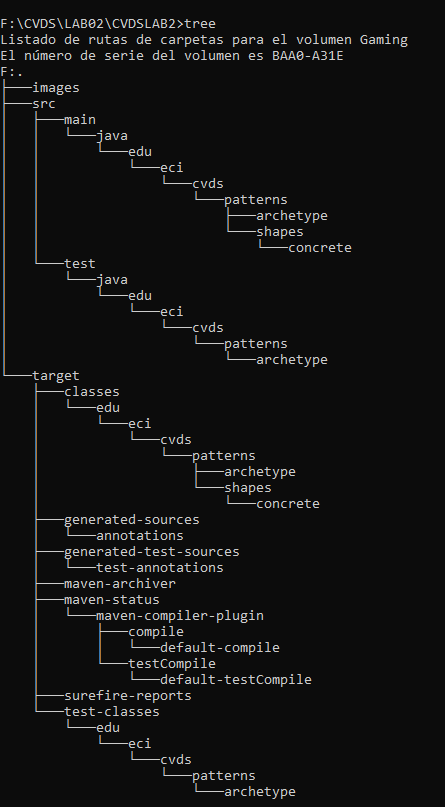 F:\CVDS\LAB02\CVDSLAB2>tree
Listado de rutas de carpetas para el volumen Gaming
El número de serie del volumen es BAA0-A31E
F:.
├───images
├───src
│   ├───main
│   │   └───java
│   │       └───edu
│   │           └───eci
│   │               └───cvds
│   │                   └───patterns
│   │                       ├───archetype
│   │                       └───shapes
│   │                           └───concrete
│   └───test
│       └───java
│           └───edu
│               └───eci
│                   └───cvds
│                       └───patterns
│                           └───archetype
└───target
    ├───classes
    │   └───edu
    │       └───eci
    │           └───cvds
    │               └───patterns
    │                   ├───archetype
    │                   └───shapes
    │                       └───concrete
    ├───generated-sources
    │   └───annotations
    ├───generated-test-sources
    │   └───test-annotations
    ├───maven-archiver
    ├───maven-status
    │   └───maven-compiler-plugin
    │       ├───compile
    │       │   └───default-compile
    │       └───testCompile
    │           └───default-testCompile
    ├───surefire-reports
    └───test-classes
        └───edu
            └───eci
                └───cvds
                    └───patterns
                        └───archetype